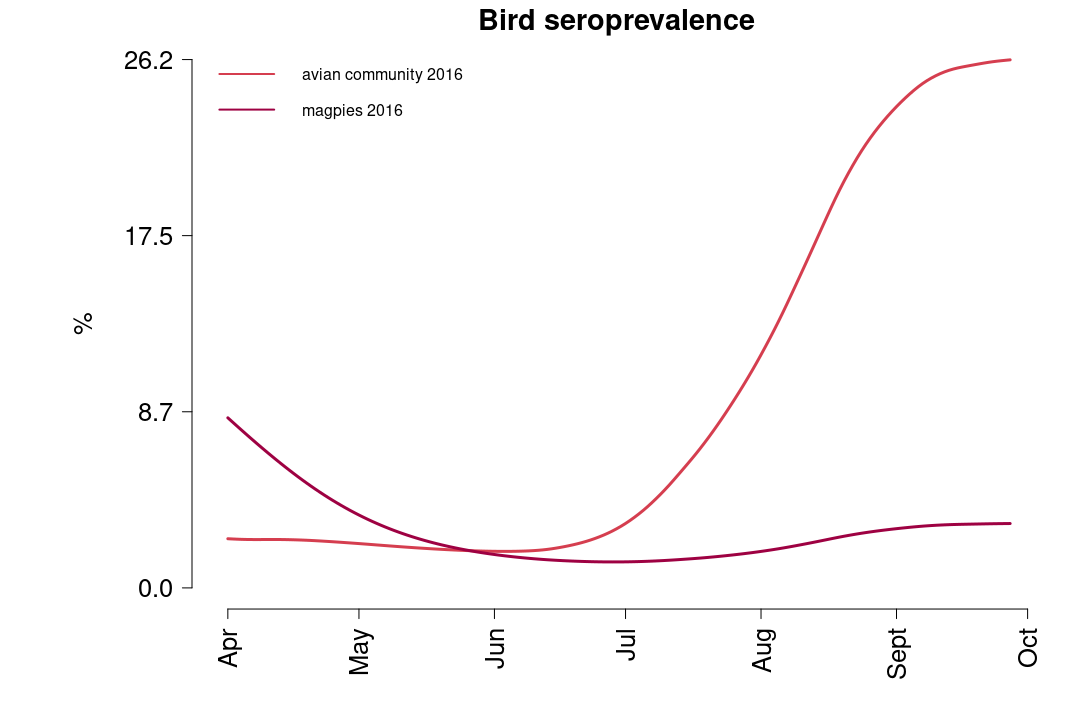 Bird seroprevalence
26.2
17.5
8.7
0.0
%
avian community 2016
magpies 2016
Apr
May
Jun
Jul
Aug
Sept
Oct